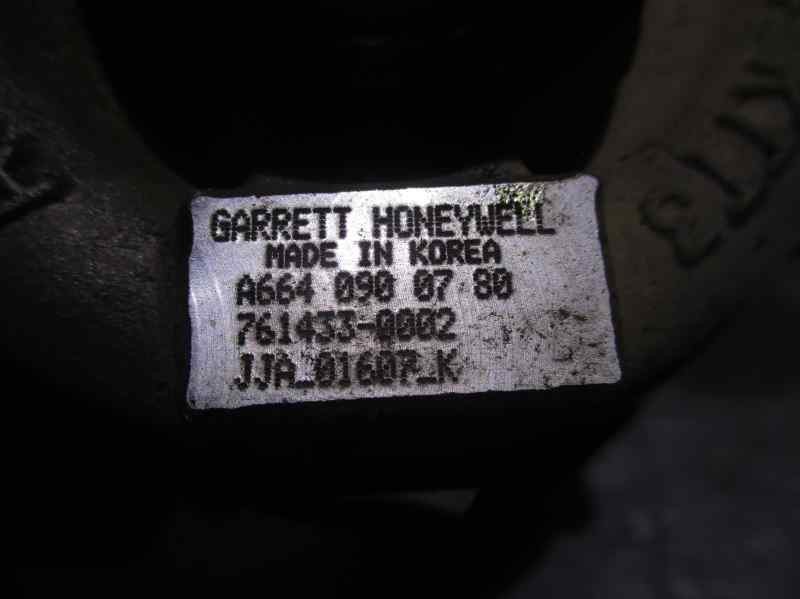 GARRETT HONEYWELL
MADE IN KOREA
A664 090 07 80
761433-0002
JJA_01607_K